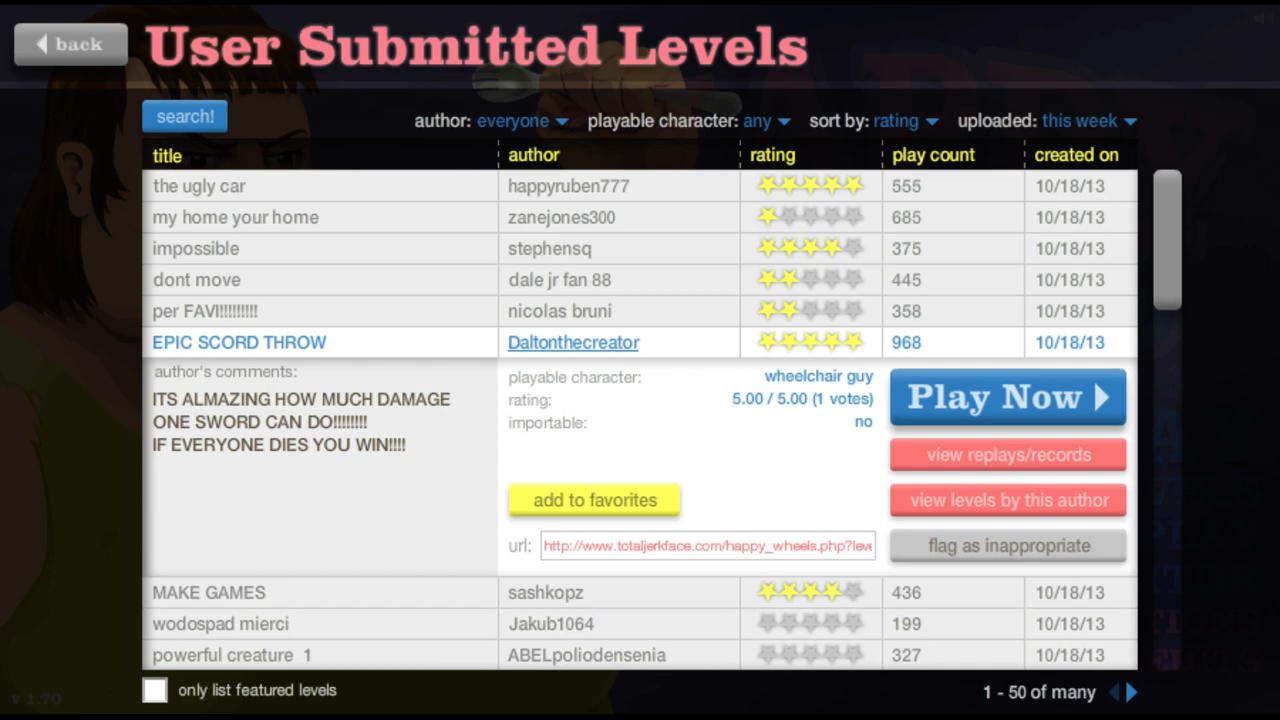 back
User Submitted Levels
search!
author: everyone playable character: any sort by: rating uploaded: this week
title author rating play count created on
the ugly car happyruben777 555 10/18/13
my home your home zanejones300 685 10/18/13
impossible stephensq 375 10/18/13
dont move dale jr fan 88 445 10/18/13
per FAVI!!!!!!!!! nicolas bruni 358 10/18/13
EPIC SCORD THROW Daltonthecreator 968 10/18/13
author's comments:
ITS ALMAZING HOW MUCH DAMAGE
ONE SWORD CAN DO!!!!!!!!
IF EVERYONE DIES YOU WIN!!!!
playable character: wheelchair guy
rating: 5.00 / 5.00 (1 votes)
importable: no
add to favorites
url: http://www.totaljerkface.com/happy_wheels.php?leve
Play Now
view replays/records
view levels by this author
flag as inappropriate
MAKE GAMES sashkopz 436 10/18/13
wodospad mierci Jakub1064 199 10/18/13
powerful creature 1 ABELpoliodensenia 327 10/18/13
only list featured levels
1 - 50 of many
v 1.70